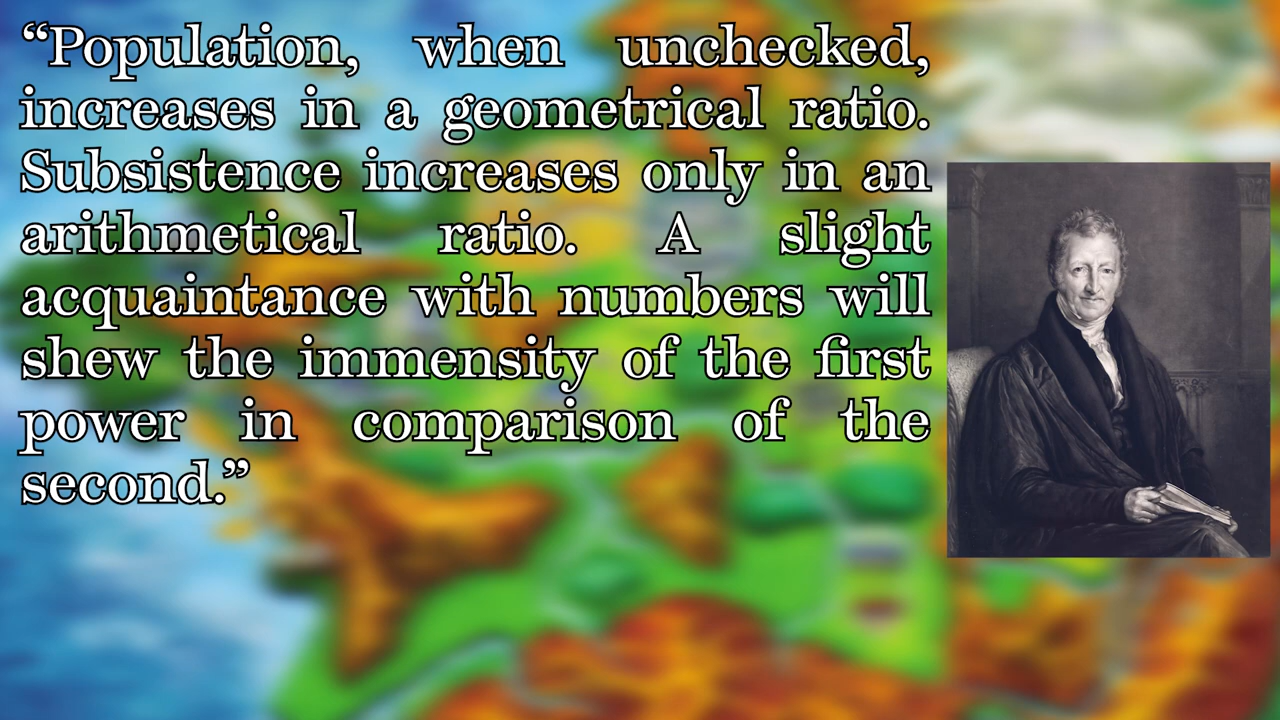 “Population, when unchecked,
increases in a geometrical ratio.
Subsistence increases only in an
arithmetical ratio. A slight
acquaintance with numbers will
shew the immensity of the first
power in comparison of the
second.”